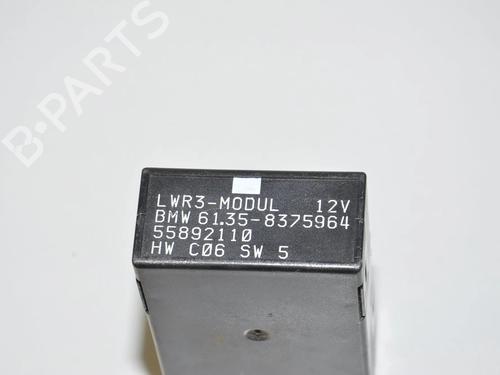 B-PARTS
LWR3-MODUL 12V
BMW 61.35-8375964
55892110
HW C06 SW 5